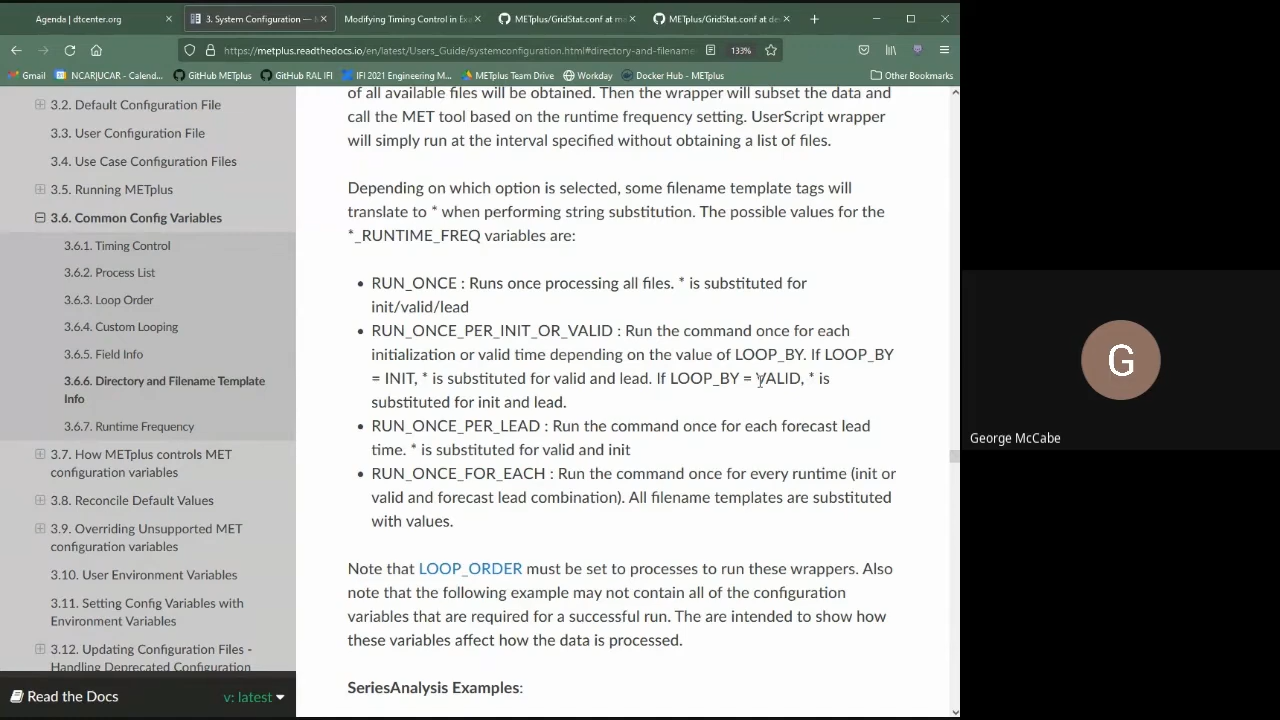 Agenda | dtcenter.org
3. System Configuration —
Modifying Timing Control in Exa
METplus/GridStat.conf at ma
METplus/GridStat.conf at de
https://metplus.readthedocs.io/en/latest/Users_Guide/systemconfiguration.html#directory-and-filename
133%
Gmail
NCARJUCAR - Calend...
GitHub METplus
GitHub RAL IFI
IFI 2021 Engineering M...
METplus Team Drive
Workday
Docker Hub - METplus
Other Bookmarks
3.2. Default Configuration File
3.3. User Configuration File
3.4. Use Case Configuration Files
3.5. Running METplus
3.6. Common Config Variables
3.6.1. Timing Control
3.6.2. Process List
3.6.3. Loop Order
3.6.4. Custom Looping
3.6.5. Field Info
3.6.6. Directory and Filename Template
Info
3.6.7. Runtime Frequency
3.7. How METplus controls MET
configuration variables
3.8. Reconcile Default Values
3.9. Overriding Unsupported MET
configuration variables
3.10. User Environment Variables
3.11. Setting Config Variables with
Environment Variables
3.12. Updating Configuration Files -
Handling Deprecated Configuration
Read the Docs
v: latest
of all available files will be obtained. Then the wrapper will subset the data and
call the MET tool based on the runtime frequency setting. UserScript wrapper
will simply run at the interval specified without obtaining a list of files.
Depending on which option is selected, some filename template tags will
translate to * when performing string substitution. The possible values for the
*_RUNTIME_FREQ variables are:
• RUN_ONCE : Runs once processing all files. * is substituted for
init/valid/lead
• RUN_ONCE_PER_INIT_OR_VALID : Run the command once for each
initialization or valid time depending on the value of LOOP_BY. If LOOP_BY
= INIT, * is substituted for valid and lead. If LOOP_BY = VALID, * is
substituted for init and lead.
• RUN_ONCE_PER_LEAD : Run the command once for each forecast lead
time. * is substituted for valid and init
• RUN_ONCE_FOR_EACH : Run the command once for every runtime (init or
valid and forecast lead combination). All filename templates are substituted
with values.
Note that LOOP_ORDER must be set to processes to run these wrappers. Also
note that the following example may not contain all of the configuration
variables that are required for a successful run. The are intended to show how
these variables affect how the data is processed.
SeriesAnalysis Examples:
G
George McCabe